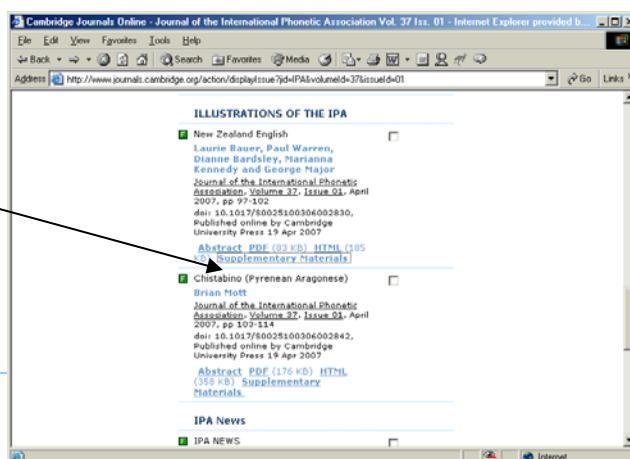 Cambridge Journals Online - Journal of the International Phonetic Association Vol. 37 Iss. 01 - Internet Explorer provided b...
File Edit View Favorites Tools Help
Back Search Favorites Media
Address http://www.journals.cambridge.org/action/displayIssue?jid=IPA&volumeId=37&issueId=01 Go Links
ILLUSTRATIONS OF THE IPA
F New Zealand English
Laurie Bauer, Paul Warren,
Dianne Bardsley, Marianna
Kennedy and George Major
Journal of the International Phonetic
Association, Volume 37, Issue 01, April
2007, pp 97-102
doi: 10.1017/S0025100306002830,
Published online by Cambridge
University Press 19 Apr 2007
Abstract PDF (83 KB) HTML (185
KB) Supplementary Materials
F Chistabino (Pyrenean Aragonese)
Brian Mott
Journal of the International Phonetic
Association, Volume 37, Issue 01, April
2007, pp 103-114
doi: 10.1017/S0025100306002842,
Published online by Cambridge
University Press 19 Apr 2007
Abstract PDF (176 KB) HTML
(358 KB) Supplementary
Materials
IPA News
F IPA NEWS
Internet